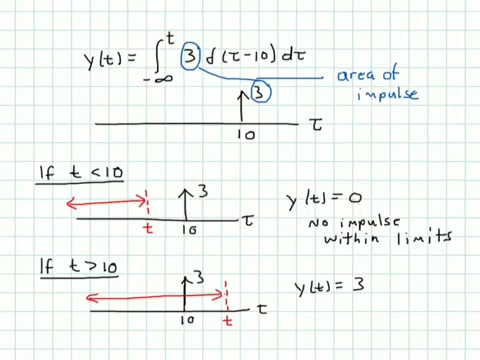 y(t) = ∫_{-∞}^{t} 3 δ(τ-10) dτ
area of
impulse
3
10 τ
If t < 10
3
y(t) = 0
t 10 τ
No impulse
within limits
If t > 10
3
y(t) = 3
10 t τ